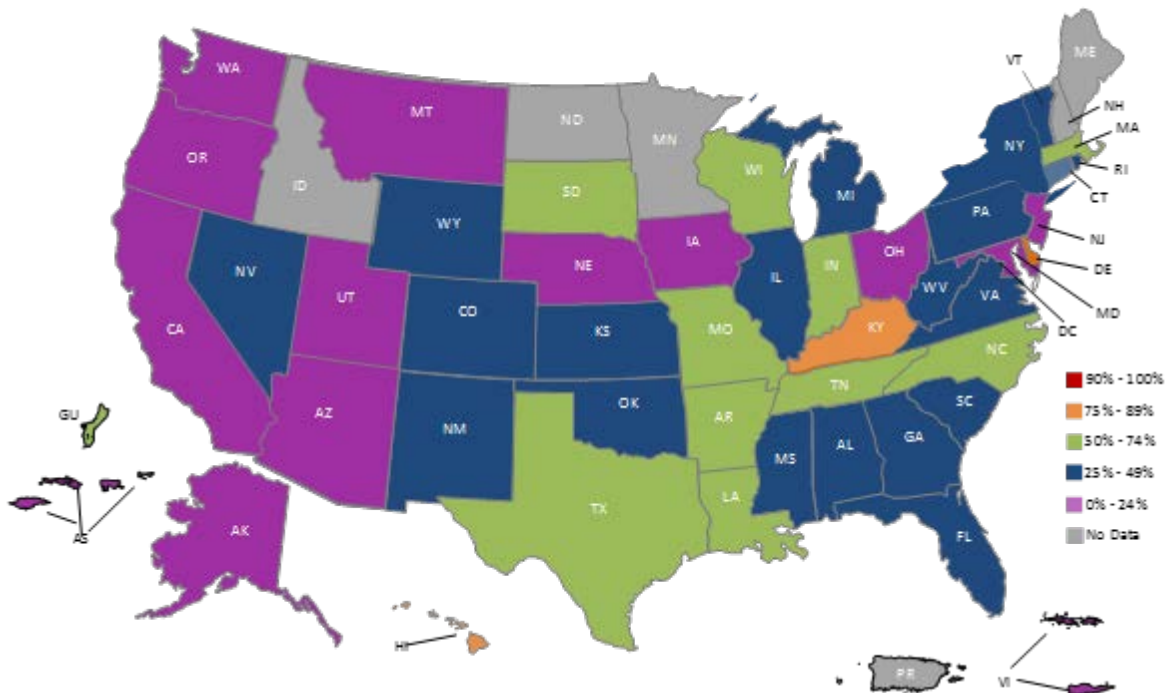 WA
MT
ND
MN
VT
ME
NH
MA
RI
CT
OR
ID
SD
WI
MI
NY
WY
NE
IA
PA
NJ
DE
MD
DC
NV
UT
CO
KS
IL
IN
OH
WV
VA
CA
MO
KY
NC
TN
AZ
NM
OK
AR
SC
MS
AL
GA
LA
TX
FL
GU
AS
AK
HI
PR
VI
90% - 100%
75% - 89%
50% - 74%
25% - 49%
0% - 24%
No Data